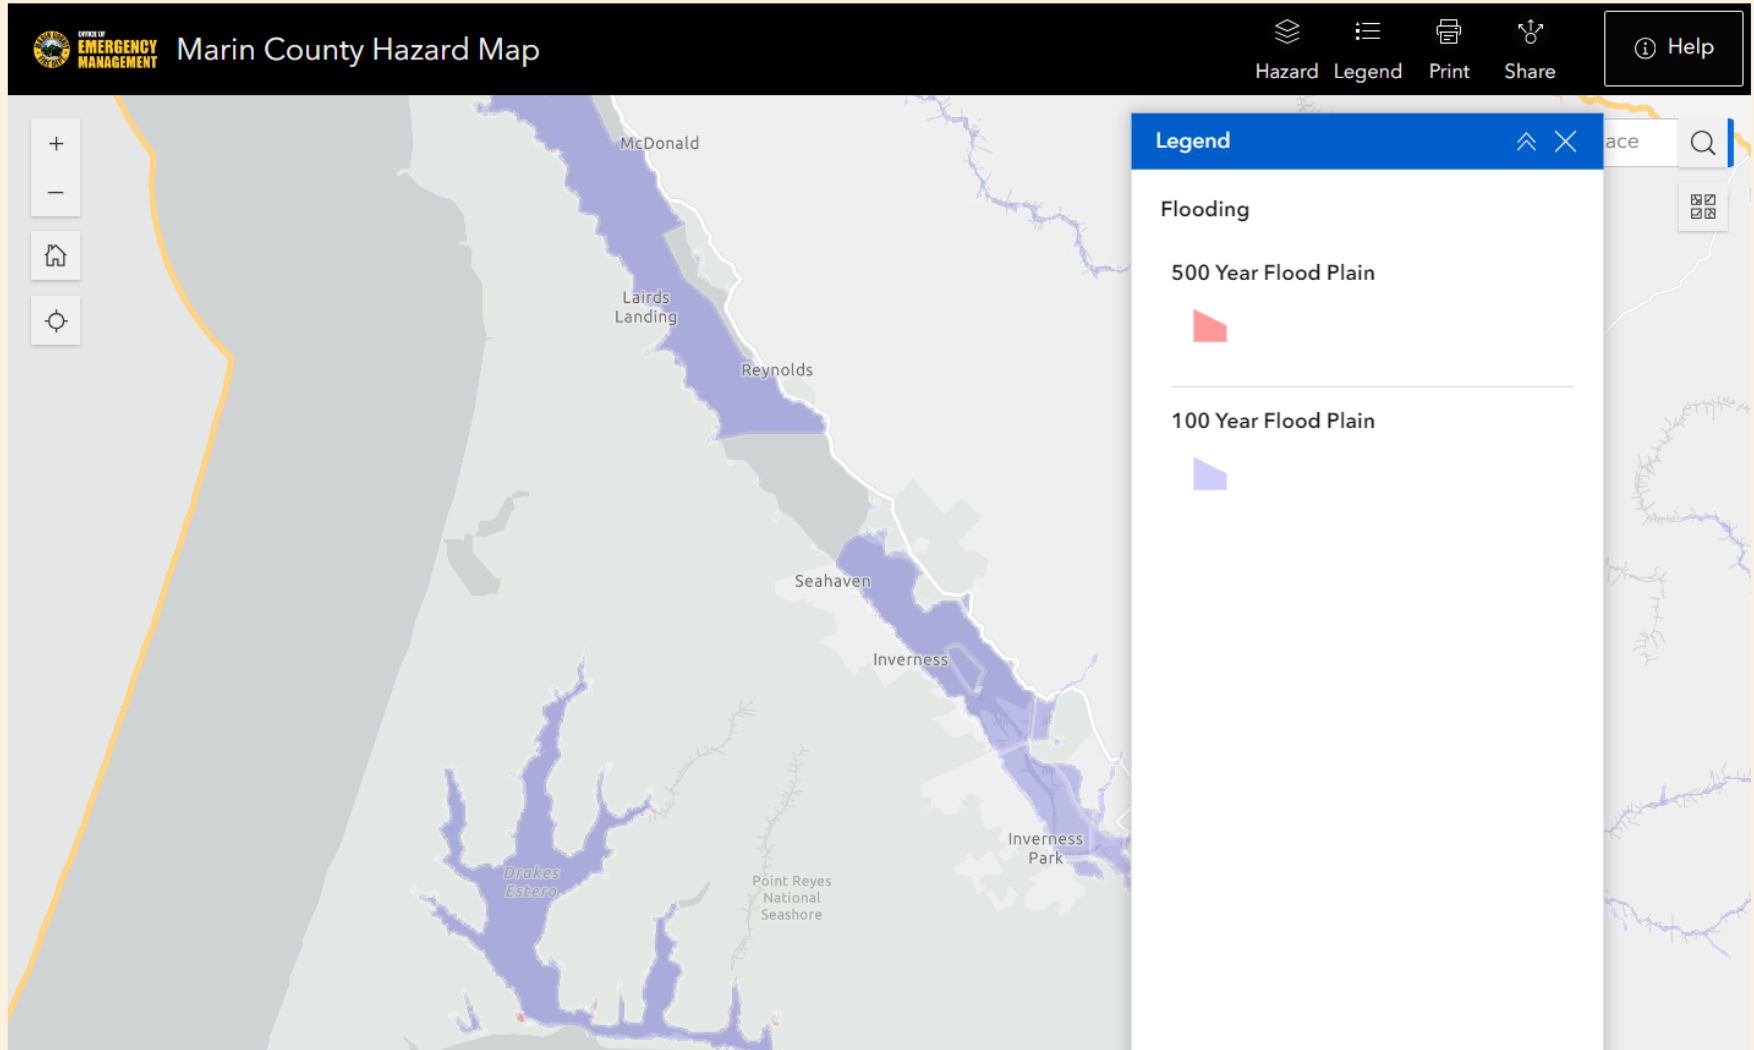 OFFICE OF
EMERGENCY
MANAGEMENT
Marin County Hazard Map
Hazard
Legend
Print
Share
Help
McDonald
Lairds
Landing
Reynolds
Seahaven
Inverness
Inverness
Park
Drakes
Estero
Point Reyes
National
Seashore
Legend
ace
Flooding
500 Year Flood Plain
100 Year Flood Plain